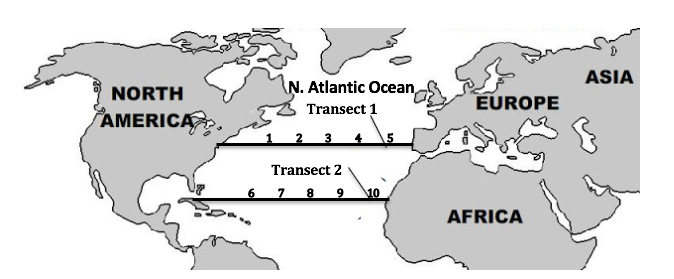 ASIA
N. Atlantic Ocean
NORTH
AMERICA
EUROPE
Transect 1
1 2 3 4 5
Transect 2
6 7 8 9 10
AFRICA